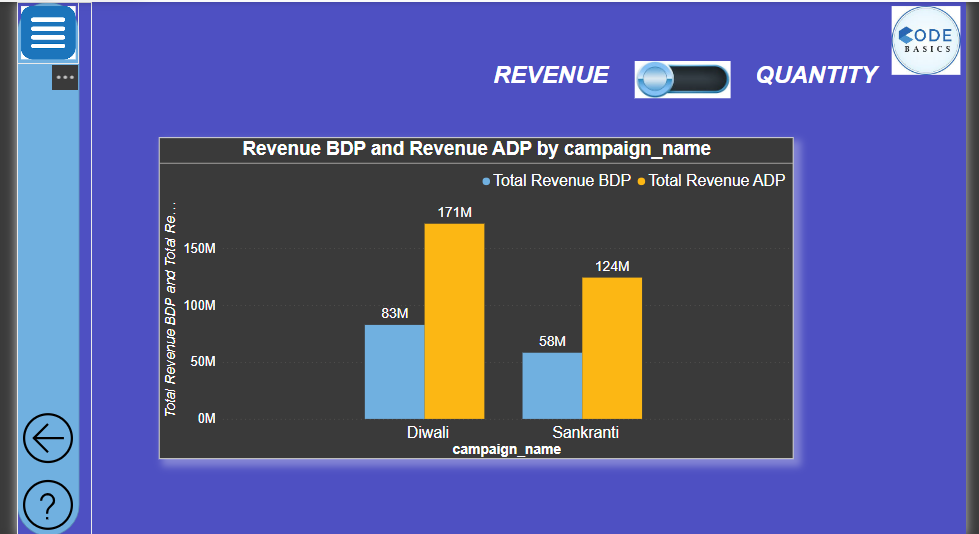 CODE
BASICS
REVENUE QUANTITY
Revenue BDP and Revenue ADP by campaign_name
Total Revenue BDP Total Revenue ADP
Total Revenue BDP and Total Re...
171M
150M
124M
100M
83M
58M
50M
0M
Diwali Sankranti
campaign_name
?